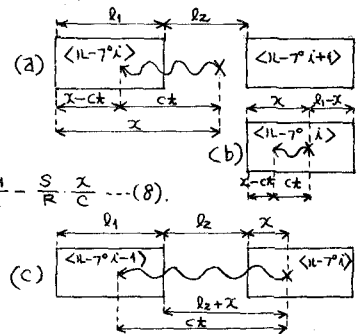 ℓ₁ ℓ₂
(a) <ループi> <ループi+1>
x-ct ct x ℓ₁-x
x
(b) <ループi>
x-ct ct
- S/R · x/C ---(8).
ℓ₁ ℓ₂ x
(c) <ループi-1> <ループi>
ℓ₂+x
ct